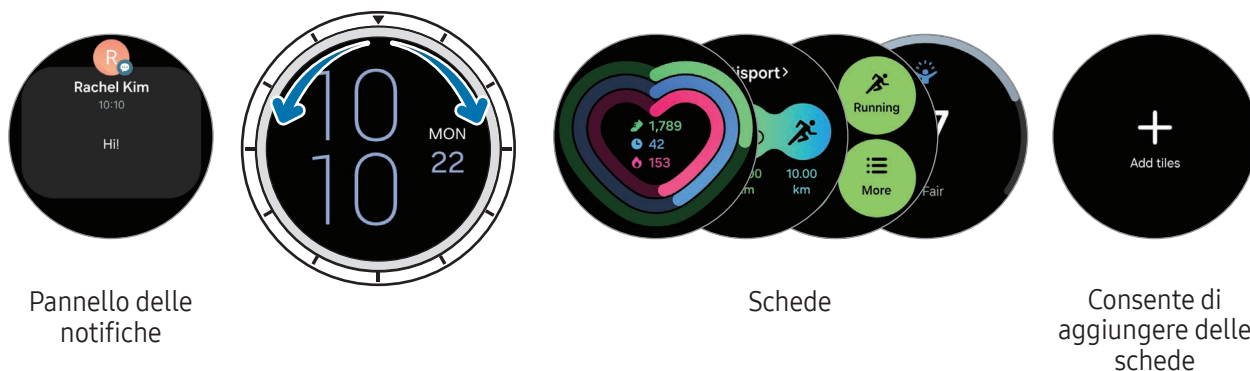 R
Rachel Kim
10:10
Hi!
10
10
MON
22
1,789
42
153
isport>
10.00
km
Running
More
Fair
Add tiles
Pannello delle
notifiche
Schede
Consente di
aggiungere delle
schede